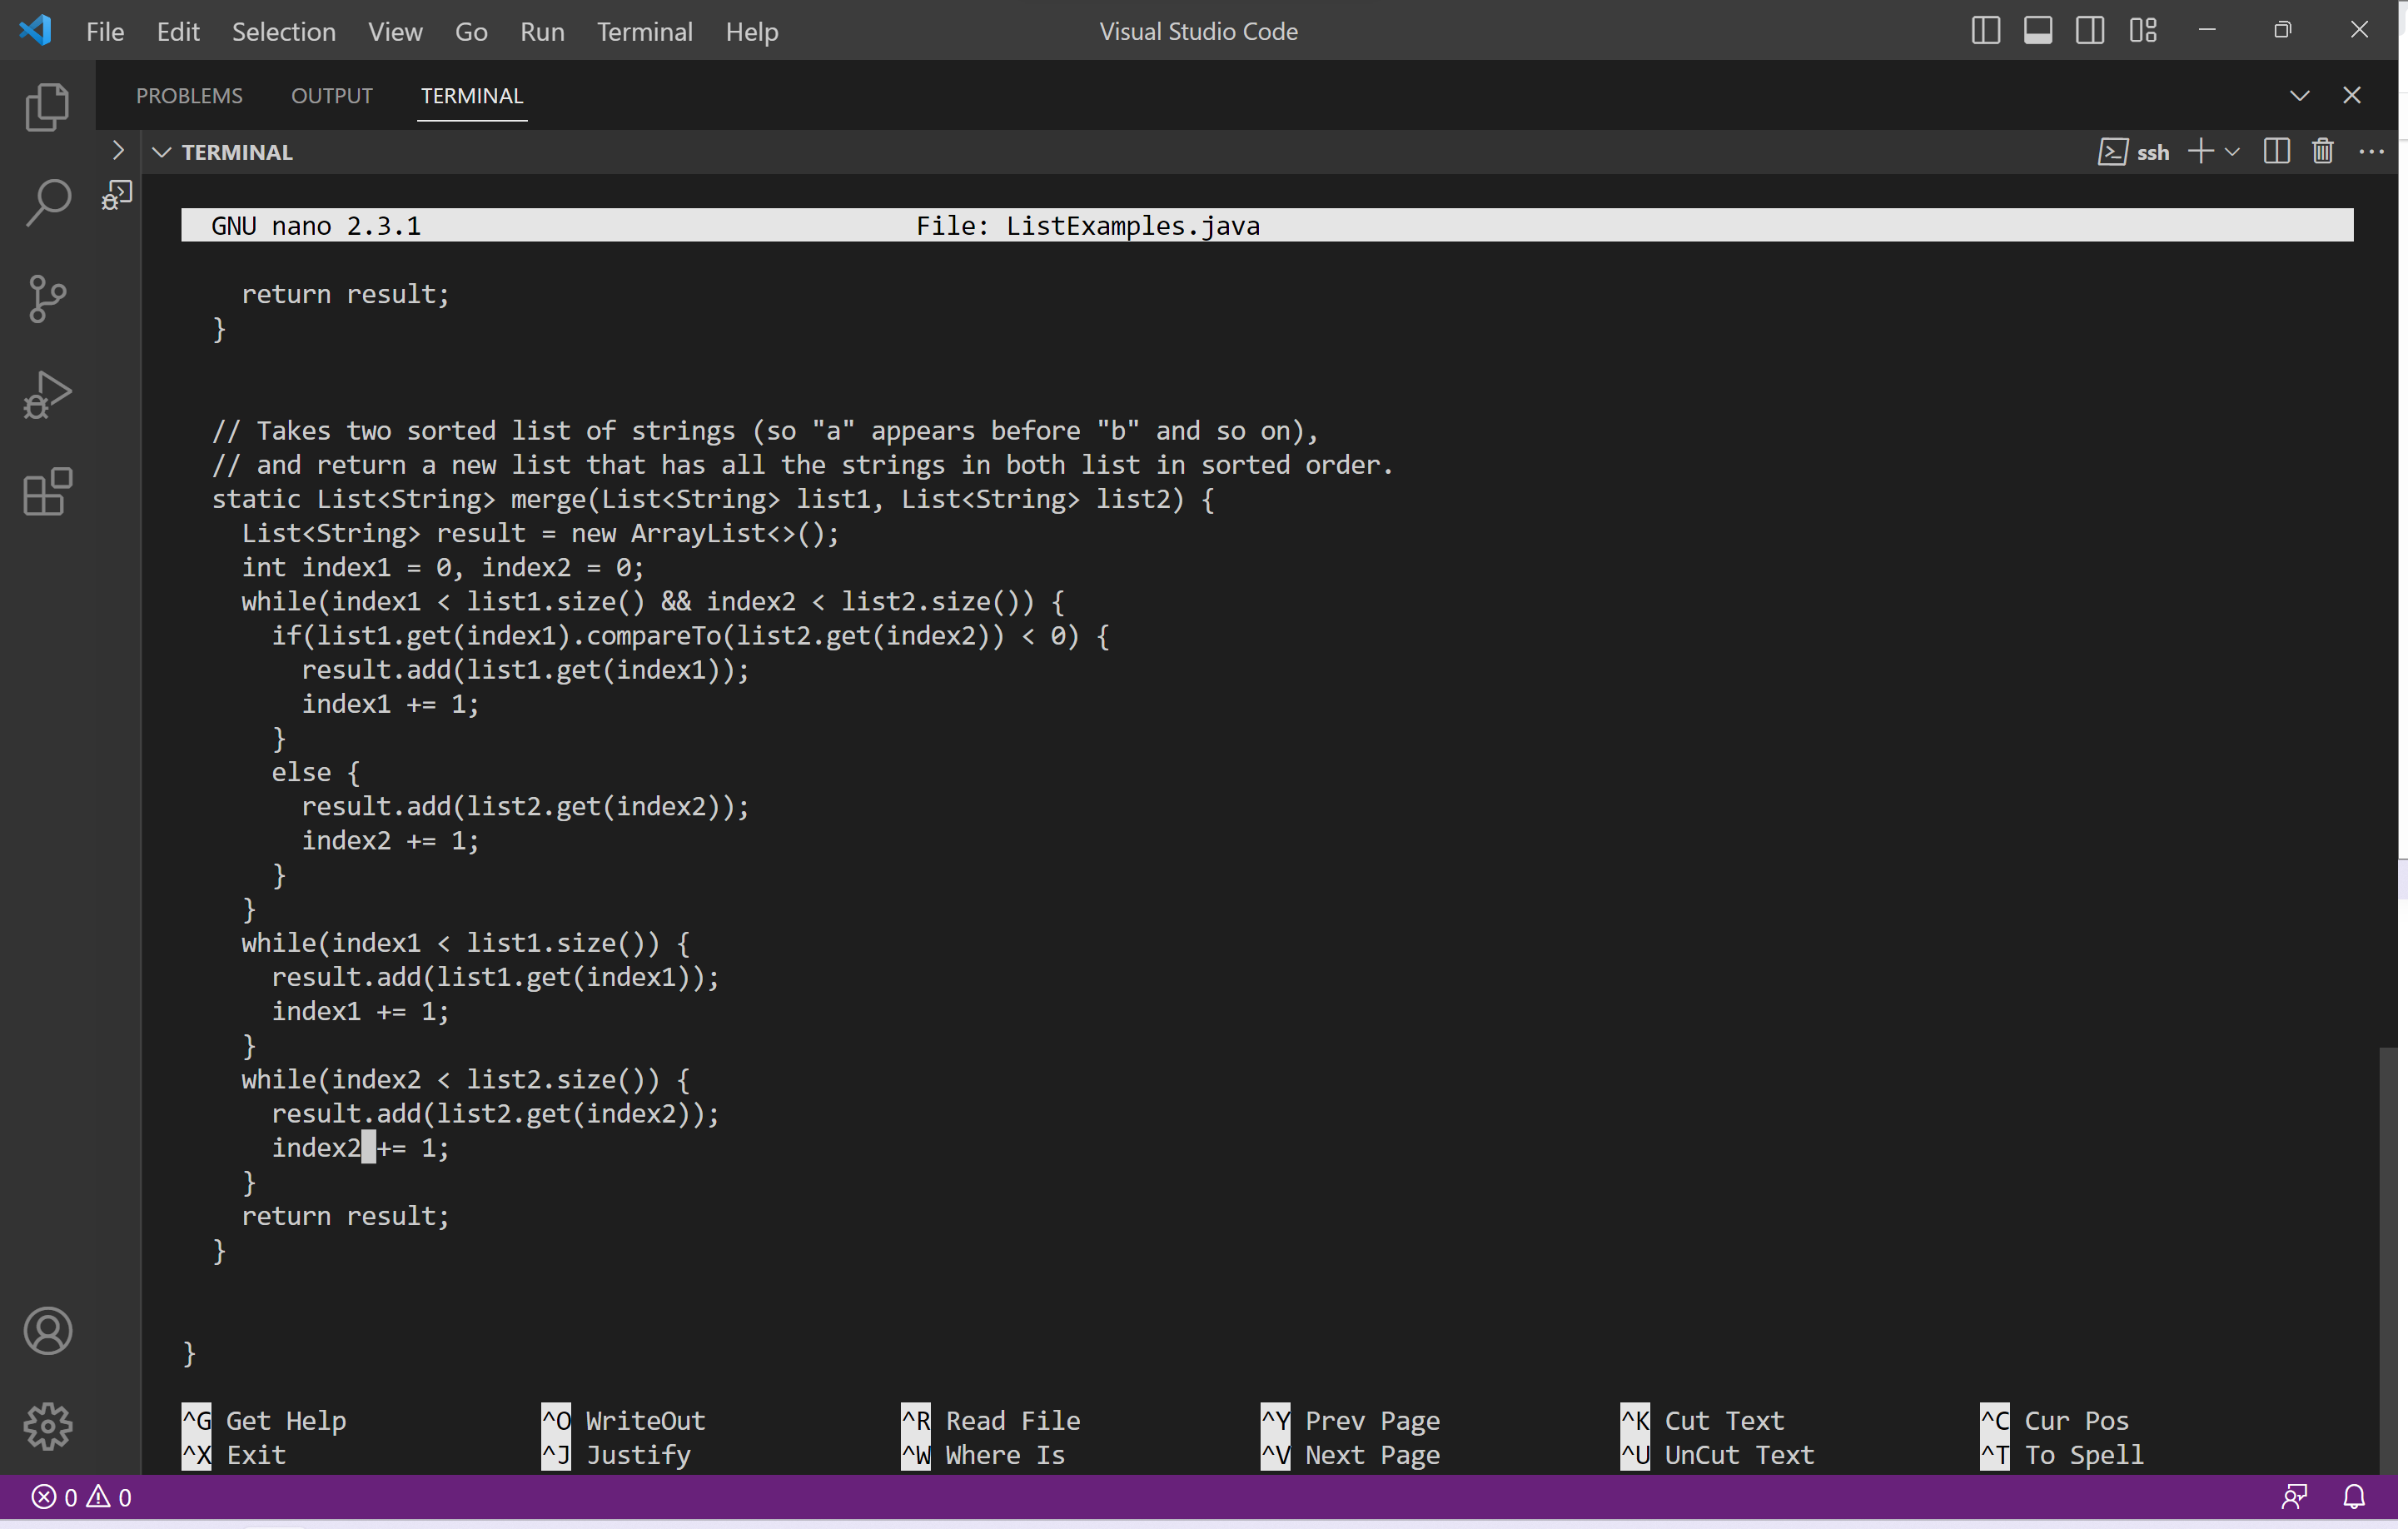 File Edit Selection View Go Run Terminal Help Visual Studio Code
PROBLEMS OUTPUT TERMINAL
TERMINAL ssh
GNU nano 2.3.1 File: ListExamples.java
    return result;
  }
  // Takes two sorted list of strings (so "a" appears before "b" and so on),
  // and return a new list that has all the strings in both list in sorted order.
  static List<String> merge(List<String> list1, List<String> list2) {
    List<String> result = new ArrayList<>();
    int index1 = 0, index2 = 0;
    while(index1 < list1.size() && index2 < list2.size()) {
      if(list1.get(index1).compareTo(list2.get(index2)) < 0) {
        result.add(list1.get(index1));
        index1 += 1;
      }
      else {
        result.add(list2.get(index2));
        index2 += 1;
      }
    }
    while(index1 < list1.size()) {
      result.add(list1.get(index1));
      index1 += 1;
    }
    while(index2 < list2.size()) {
      result.add(list2.get(index2));
      index2 += 1;
    }
    return result;
  }
}
^G Get Help ^O WriteOut ^R Read File ^Y Prev Page ^K Cut Text ^C Cur Pos
^X Exit ^J Justify ^W Where Is ^V Next Page ^U UnCut Text ^T To Spell
0 0